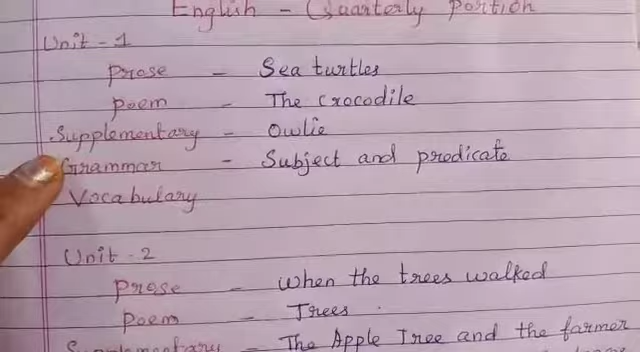 English - Quarterly Portion
Unit - 1
Prose - Sea turtles
Poem - The crocodile
Supplementary - Owlie
Grammar - Subject and predicate
Vocabulary
Unit - 2
Prose - When the trees walked
Poem - Trees.
Supplementary - The Apple Tree and the farmer